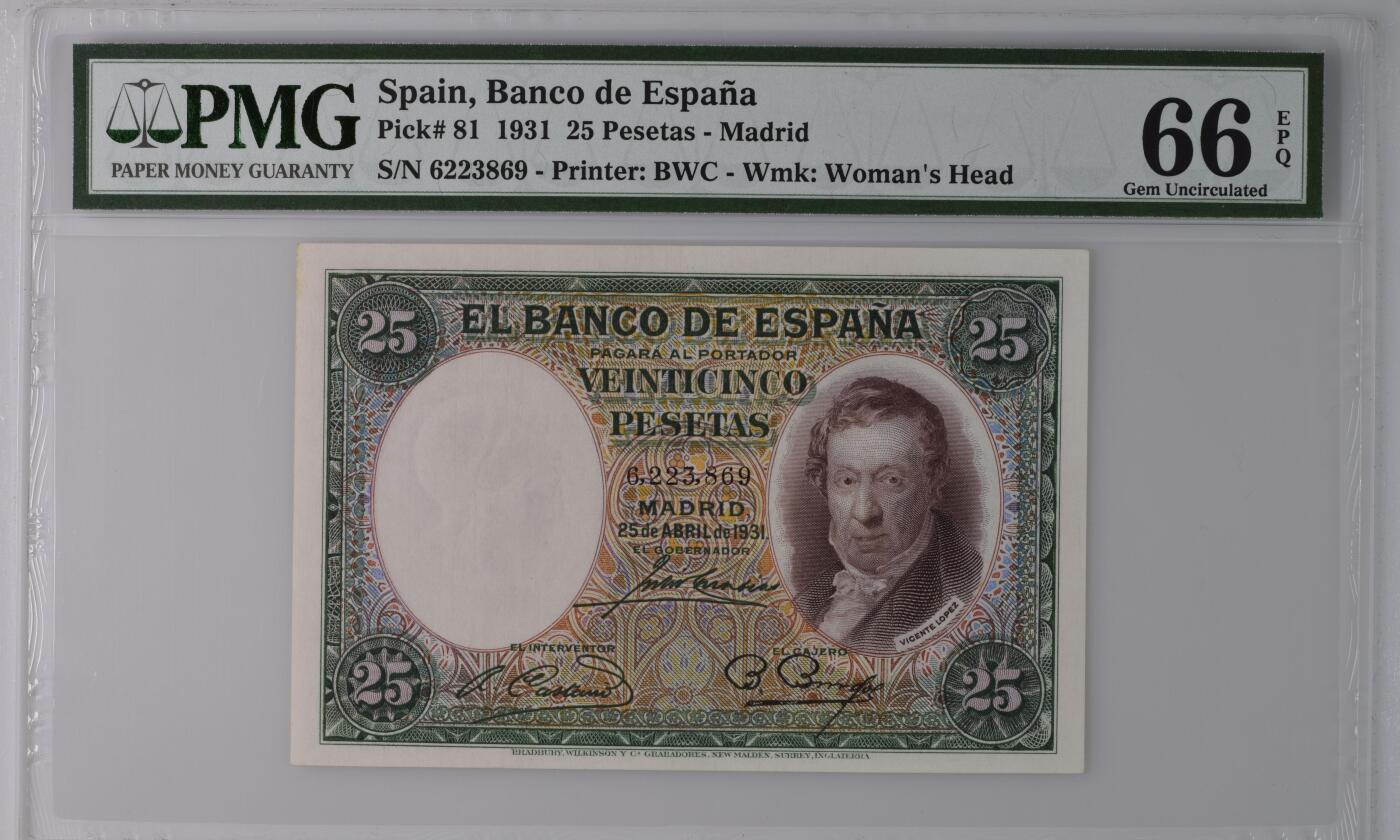 PMG
PAPER MONEY GUARANTY
Spain, Banco de España
Pick# 81 1931 25 Pesetas - Madrid
S/N 6223869 - Printer: BWC - Wmk: Woman's Head
66
EPQ
Gem Uncirculated
25
EL BANCO DE ESPAÑA
25
PAGARÁ AL PORTADOR
VEINTICINCO
PESETAS
6,223,869
MADRID,
25 de ABRIL de 1931.
EL GOBERNADOR
VICENTE LOPEZ
EL INTERVENTOR
EL CAJERO
25
25
BRADBURY, WILKINSON Y Cª GRABADORES, NEW MALDEN, SURREY, INGLATERRA.